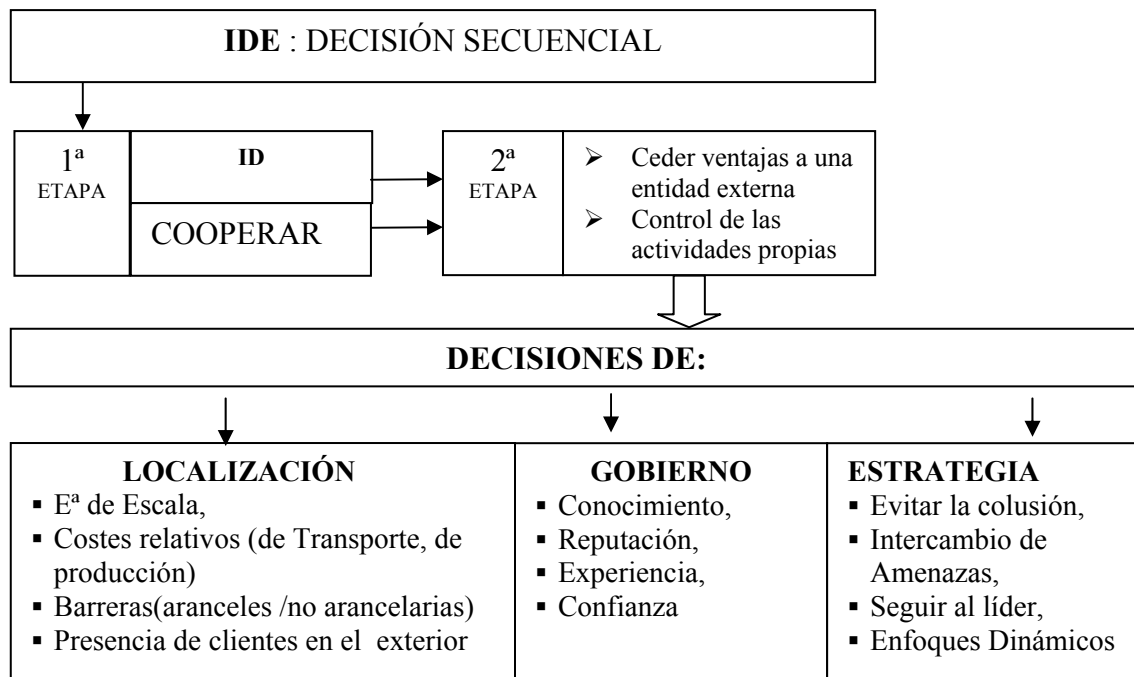 IDE : DECISIÓN SECUENCIAL
1ª
ETAPA
ID
COOPERAR
2ª
ETAPA
➢ Ceder ventajas a una
entidad externa
➢ Control de las
actividades propias
DECISIONES DE:
LOCALIZACIÓN
▪ Eª de Escala,
▪ Costes relativos (de Transporte, de
producción)
▪ Barreras(aranceles /no arancelarias)
▪ Presencia de clientes en el exterior
GOBIERNO
▪ Conocimiento,
▪ Reputación,
▪ Experiencia,
▪ Confianza
ESTRATEGIA
▪ Evitar la colusión,
▪ Intercambio de
Amenazas,
▪ Seguir al líder,
▪ Enfoques Dinámicos